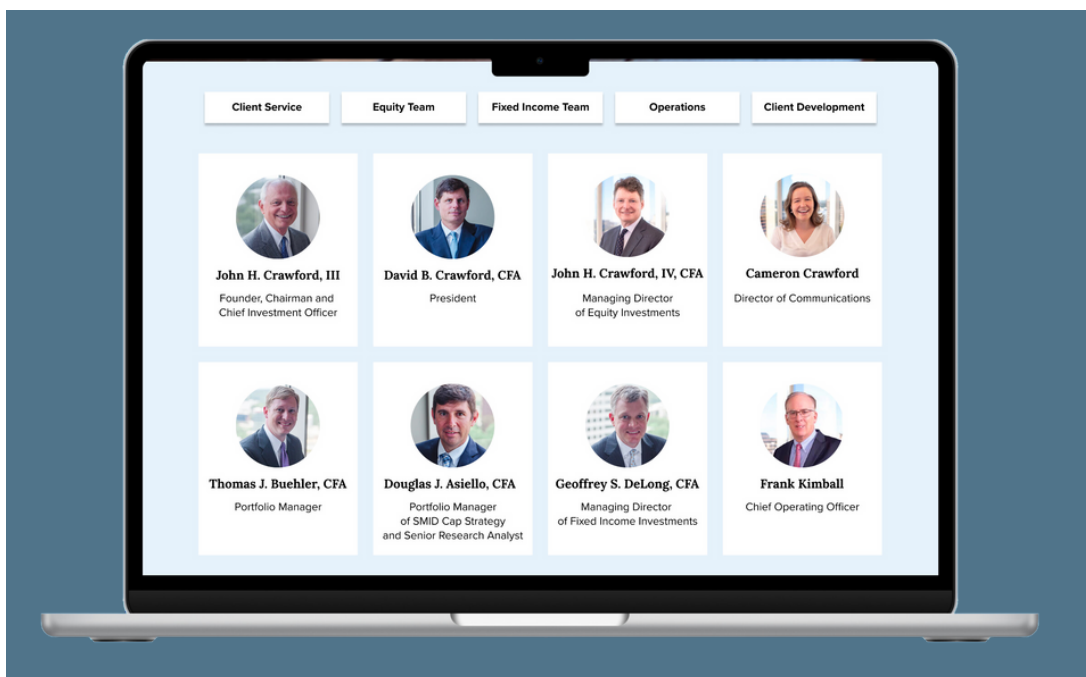 Client Service
Equity Team
Fixed Income Team
Operations
Client Development
John H. Crawford, III
Founder, Chairman and
Chief Investment Officer
David B. Crawford, CFA
President
John H. Crawford, IV, CFA
Managing Director
of Equity Investments
Cameron Crawford
Director of Communications
Thomas J. Buehler, CFA
Portfolio Manager
Douglas J. Asiello, CFA
Portfolio Manager
of SMID Cap Strategy
and Senior Research Analyst
Geoffrey S. DeLong, CFA
Managing Director
of Fixed Income Investments
Frank Kimball
Chief Operating Officer